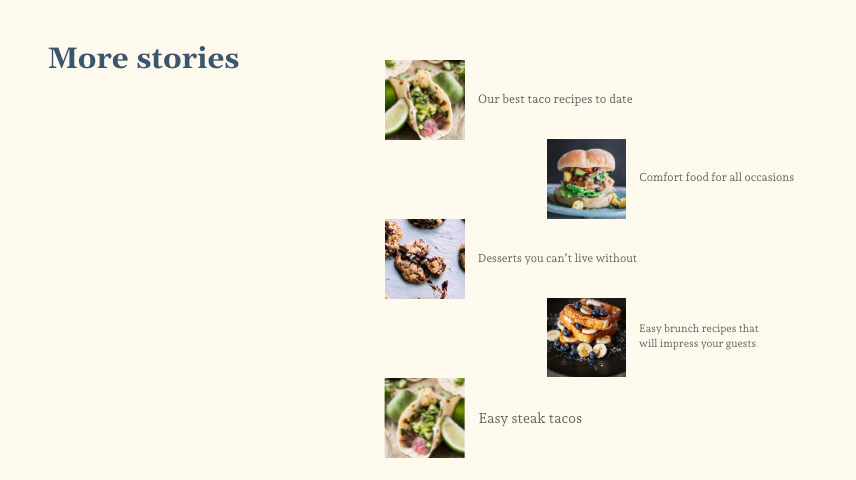 More stories
Our best taco recipes to date
Comfort food for all occasions
Desserts you can't live without
Easy brunch recipes that
will impress your guests
Easy steak tacos